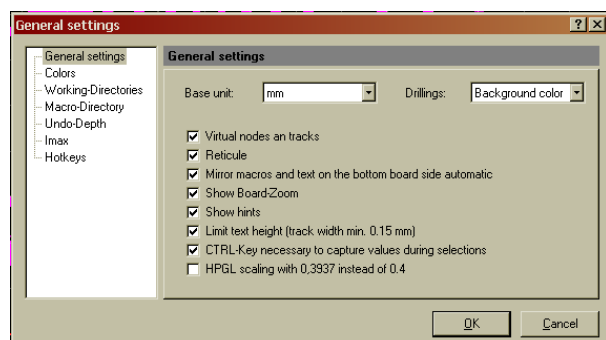 General settings
General settings
Colors
Working-Directories
Macro-Directory
Undo-Depth
Imax
Hotkeys
General settings
Base unit: mm Drillings: Background color
Virtual nodes an tracks
Reticule
Mirror macros and text on the bottom board side automatic
Show Board-Zoom
Show hints
Limit text height (track width min. 0.15 mm)
CTRL-Key necessary to capture values during selections
HPGL scaling with 0,3937 instead of 0.4
OK Cancel